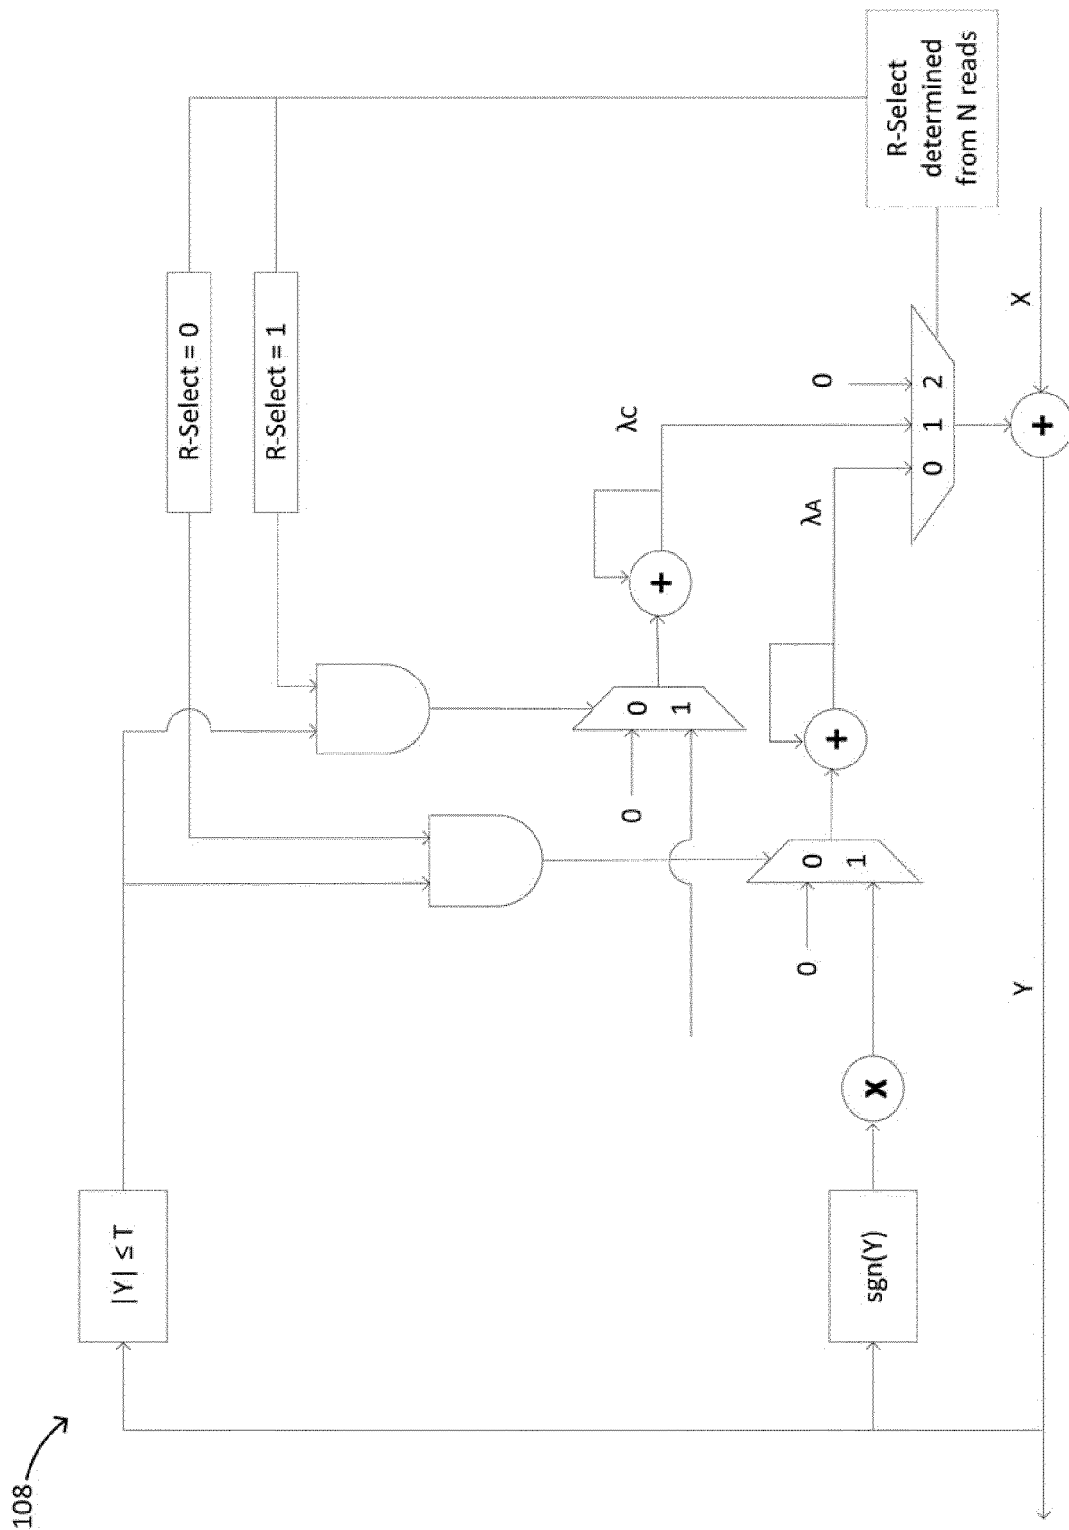 108
|Y| ≤ T
R-Select = 0
R-Select = 1
R-Select
determined
from N reads
0
0
1
+
λC
0
0
1
+
λA
0
0 1 2
sgn(Y)
X
Y
X
+